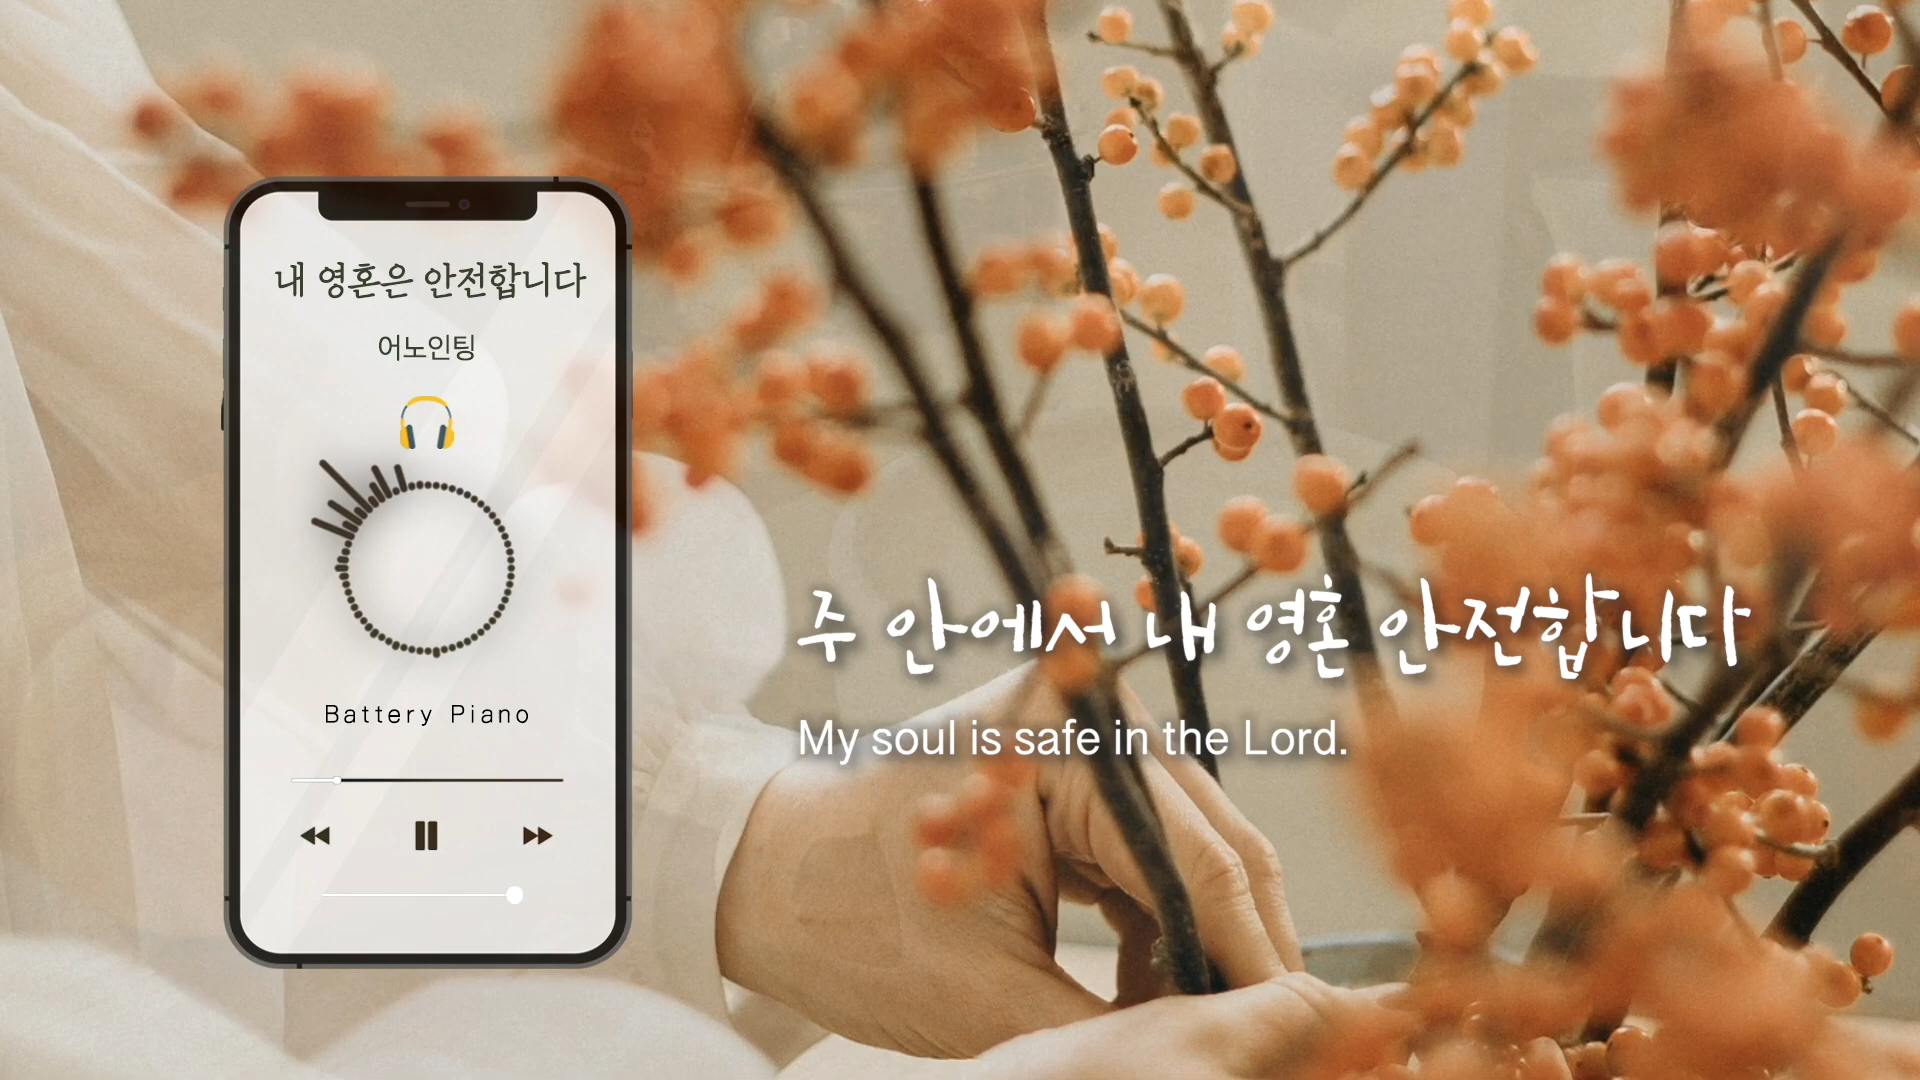 내 영혼은 안전합니다
어노인팅
Battery Piano
주 안에서 내 영혼 안전합니다
My soul is safe in the Lord.